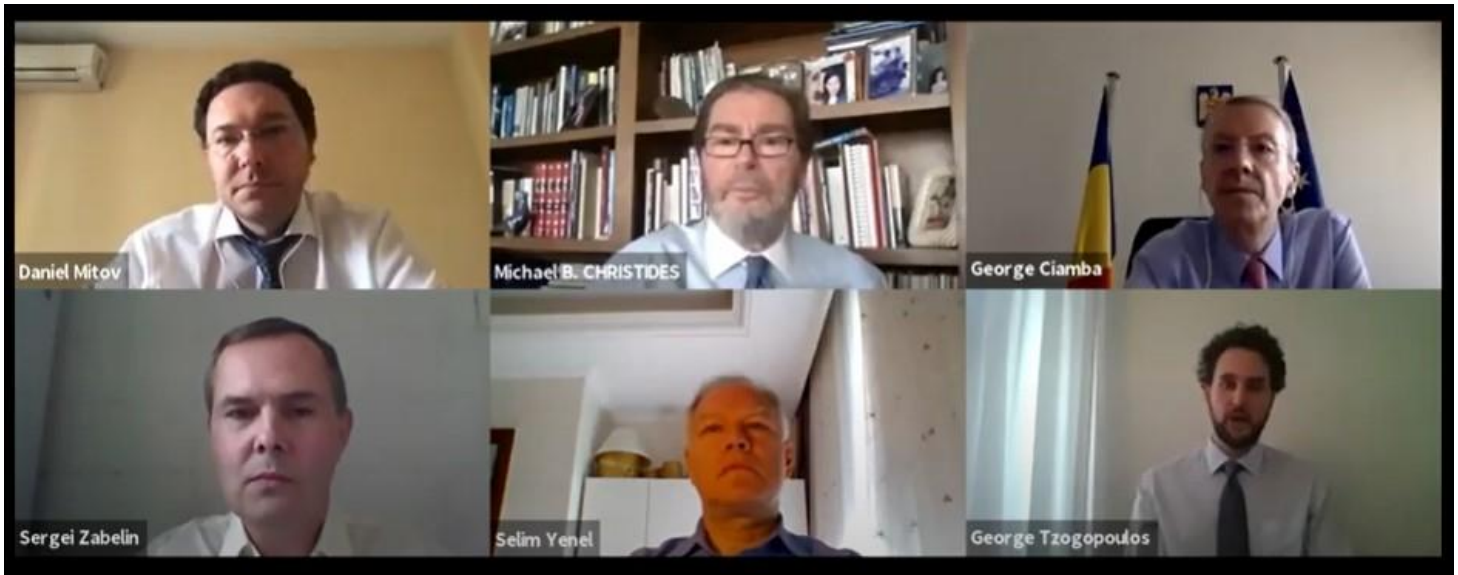 Daniel Mitov
Michael B. CHRISTIDES
George Ciamba
Sergei Zabelin
Selim Yenel
George Tzogopoulos